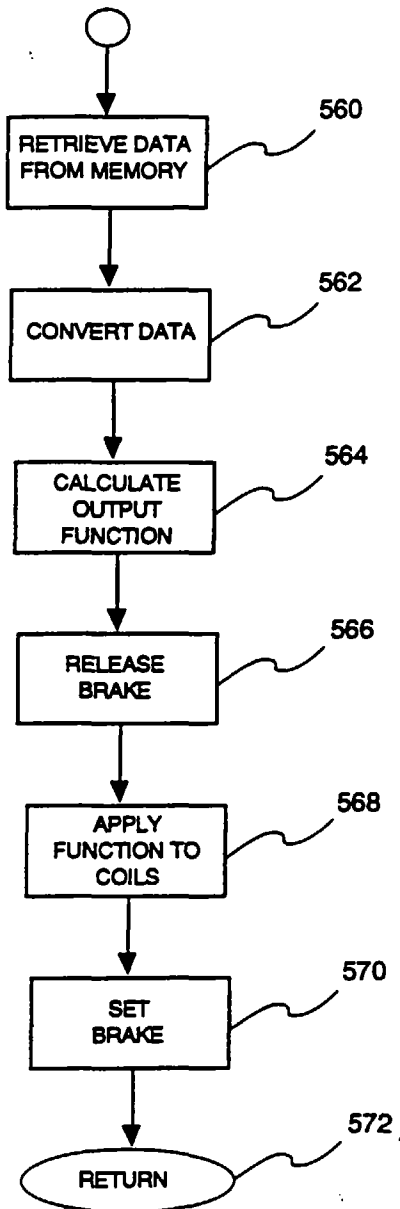 560
RETRIEVE DATA
FROM MEMORY
562
CONVERT DATA
564
CALCULATE
OUTPUT
FUNCTION
566
RELEASE
BRAKE
568
APPLY
FUNCTION TO
COILS
570
SET
BRAKE
572
RETURN